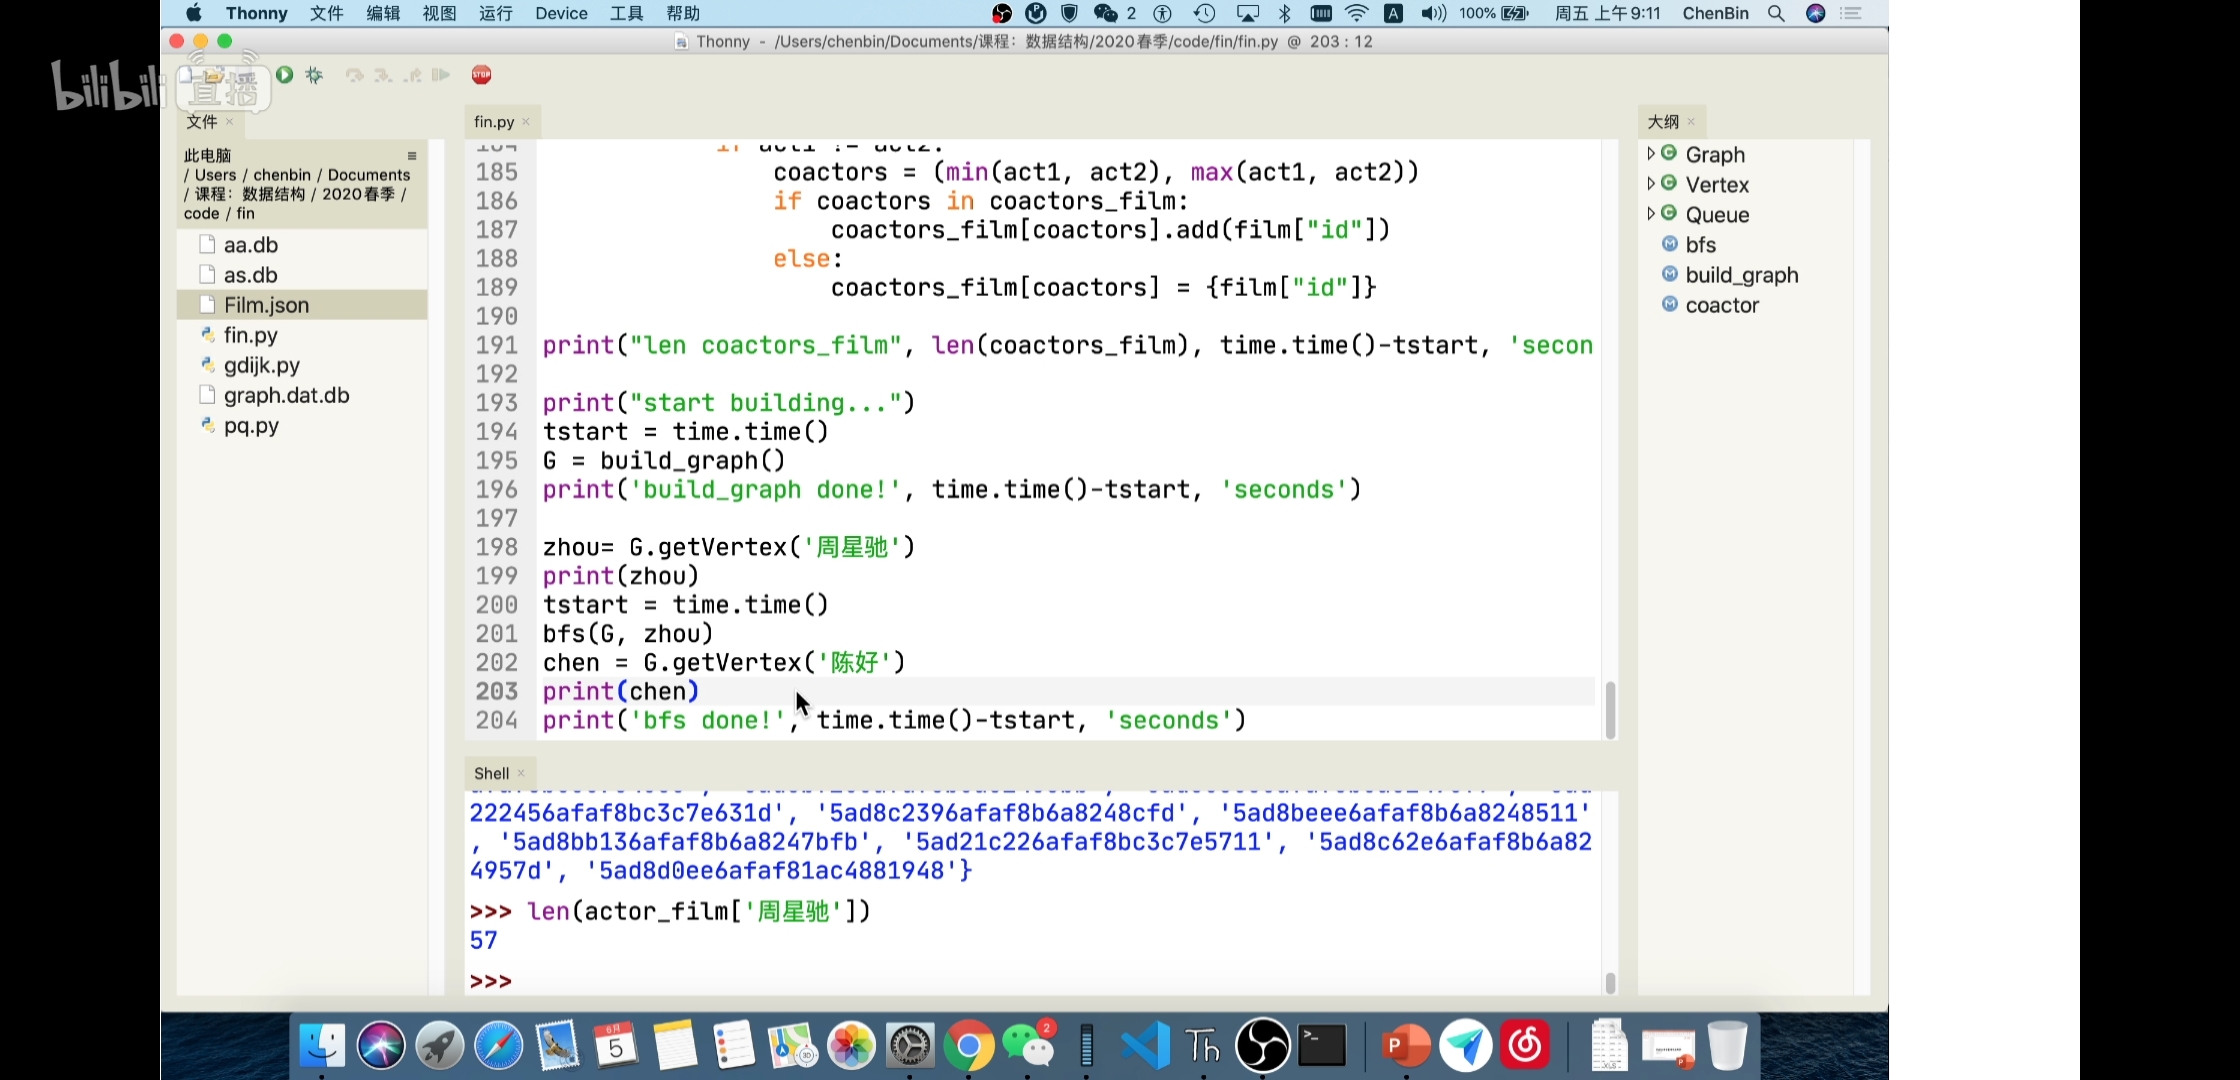 Thonny 文件 编辑 视图 运行 Device 工具 帮助 2 100% 周五 上午9:11 ChenBin
Thonny - /Users/chenbin/Documents/课程：数据结构/2020春季/code/fin/fin.py @ 203 : 12
bilibili 直播
STOP
文件 ×
此电脑
/ Users / chenbin / Documents
/ 课程：数据结构 / 2020春季 /
code / fin
aa.db
as.db
Film.json
fin.py
gdijk.py
graph.dat.db
pq.py
fin.py ×
184 if act1 != act2:
185 coactors = (min(act1, act2), max(act1, act2))
186 if coactors in coactors_film:
187 coactors_film[coactors].add(film["id"])
188 else:
189 coactors_film[coactors] = {film["id"]}
190
191 print("len coactors_film", len(coactors_film), time.time()-tstart, 'secon
192
193 print("start building...")
194 tstart = time.time()
195 G = build_graph()
196 print('build_graph done!', time.time()-tstart, 'seconds')
197
198 zhou= G.getVertex('周星驰')
199 print(zhou)
200 tstart = time.time()
201 bfs(G, zhou)
202 chen = G.getVertex('陈好')
203 print(chen)
204 print('bfs done!', time.time()-tstart, 'seconds')
Shell ×
222456afaf8bc3c7e631d', '5ad8c2396afaf8b6a8248cfd', '5ad8beee6afaf8b6a8248511'
, '5ad8bb136afaf8b6a8247bfb', '5ad21c226afaf8bc3c7e5711', '5ad8c62e6afaf8b6a82
4957d', '5ad8d0ee6afaf81ac4881948'}
>>> len(actor_film['周星驰'])
57
>>>
大纲 ×
Graph
Vertex
Queue
bfs
build_graph
coactor
6月
5
2
Th
P